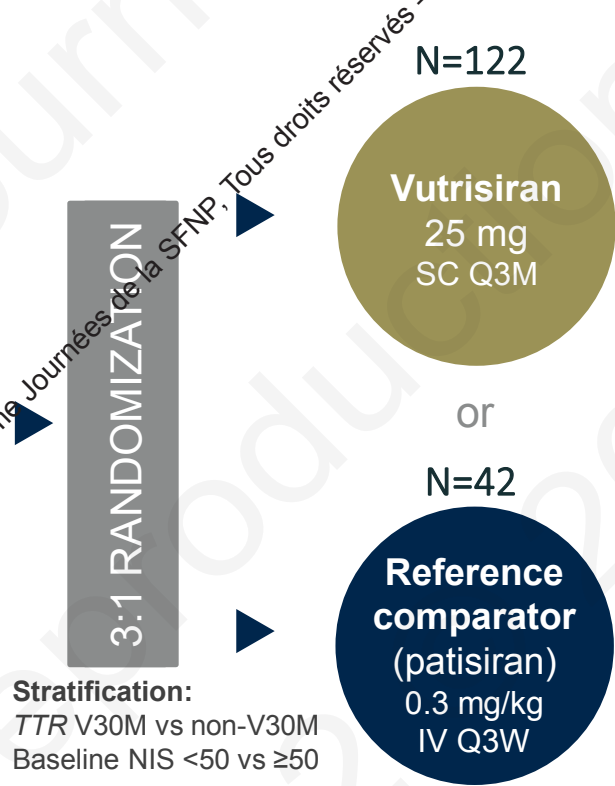 N=122
Vutrisiran
25 mg
SC Q3M
or
N=42
Reference
comparator
(patisiran)
0.3 mg/kg
IV Q3W
3:1 RANDOMIZATION
Stratification:
TTR V30M vs non-V30M
Baseline NIS <50 vs ≥50
Journées de la SFNP, Tous droits réservés -